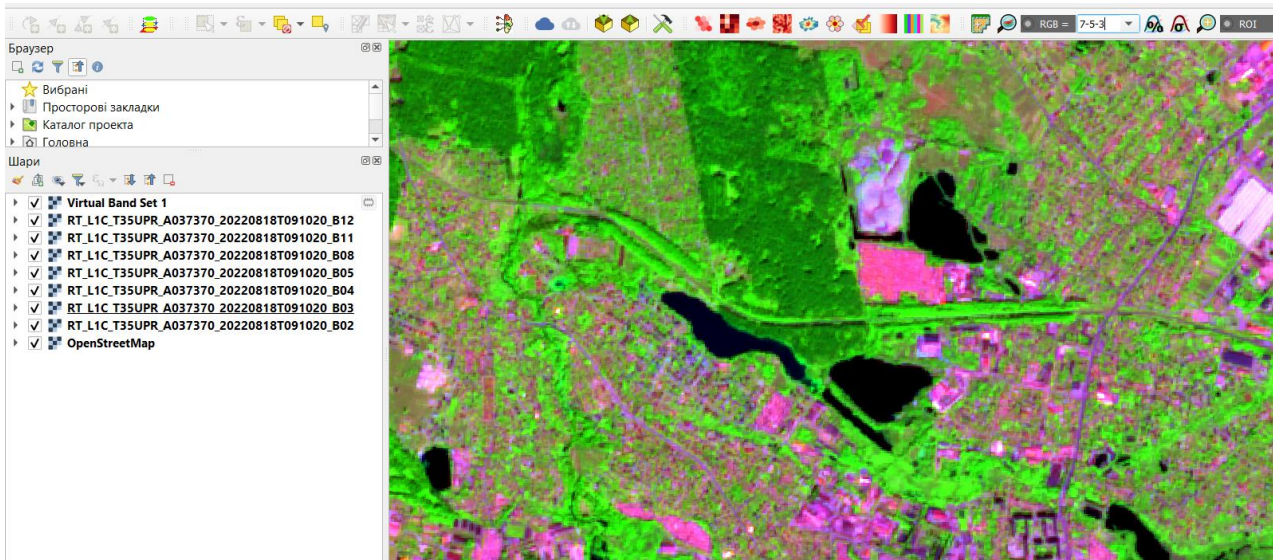 RGB = 7-5-3 ROI
Браузер
Вибрані
Просторові закладки
Каталог проекта
Головна
Шари
Virtual Band Set 1
RT_L1C_T35UPR_A037370_20220818T091020_B12
RT_L1C_T35UPR_A037370_20220818T091020_B11
RT_L1C_T35UPR_A037370_20220818T091020_B08
RT_L1C_T35UPR_A037370_20220818T091020_B05
RT_L1C_T35UPR_A037370_20220818T091020_B04
RT_L1C_T35UPR_A037370_20220818T091020_B03
RT_L1C_T35UPR_A037370_20220818T091020_B02
OpenStreetMap